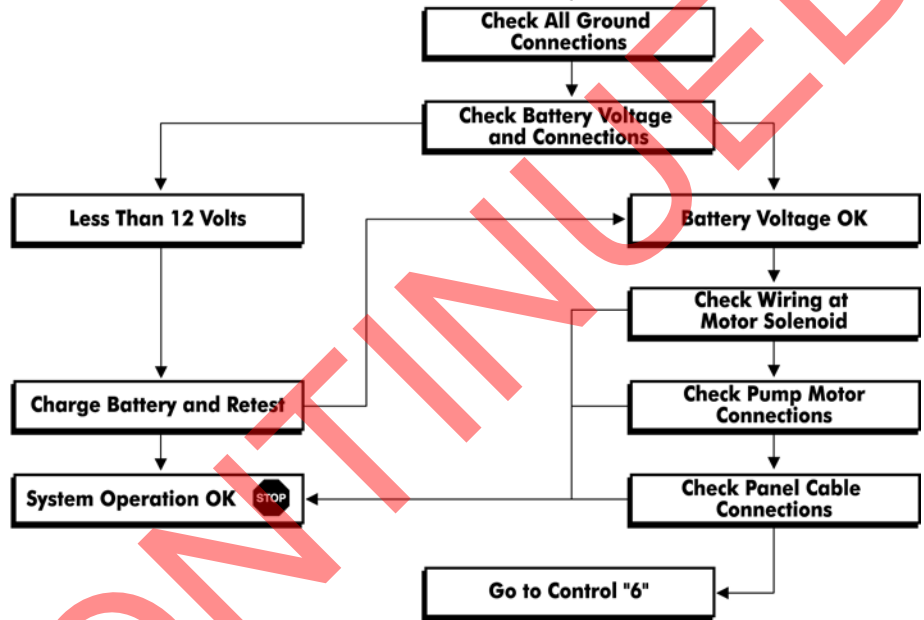 Check All Ground
Connections
Check Battery Voltage
and Connections
Less Than 12 Volts
Battery Voltage OK
Check Wiring at
Motor Solenoid
Charge Battery and Retest
Check Pump Motor
Connections
System Operation OK
STOP
Check Panel Cable
Connections
Go to Control "6"
ONTINUED